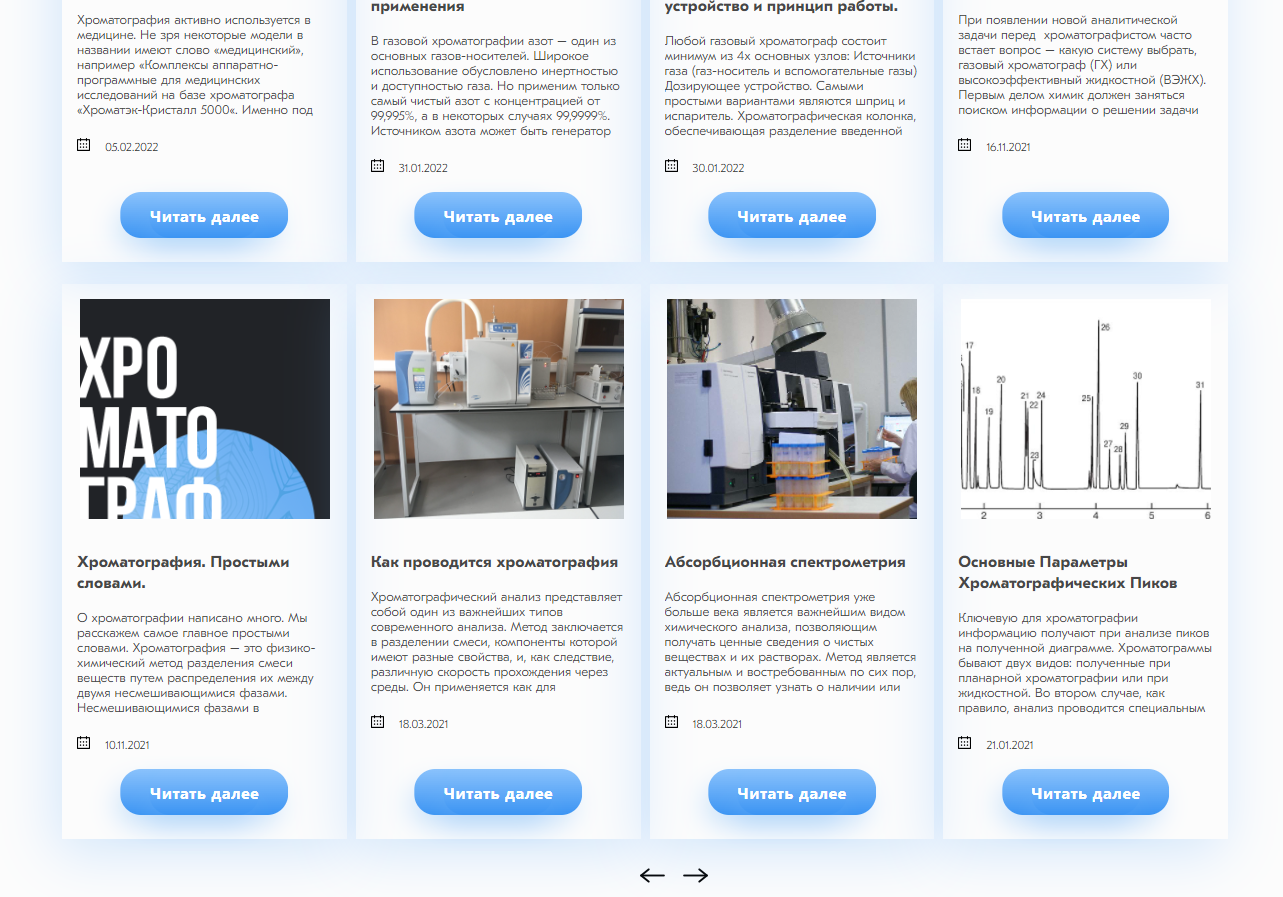 Хроматография активно используется в
медицине. Не зря некоторые модели в
названии имеют слово «медицинский»,
например «Комплексы аппаратно-
программные для медицинских
исследований на базе хроматографа
«Хроматэк-Кристалл 5000«. Именно под
05.02.2022
Читать далее
применения
В газовой хроматографии азот – один из
основных газов-носителей. Широкое
использование обусловлено инертностью
и доступностью газа. Но применим только
самый чистый азот с концентрацией от
99,995%, а в некоторых случаях 99,9999%.
Источником азота может быть генератор
31.01.2022
Читать далее
устройство и принцип работы.
Любой газовый хроматограф состоит
минимум из 4х основных узлов: Источники
газа (газ-носитель и вспомогательные газы)
Дозирующее устройство. Самыми
простыми вариантами являются шприц и
испаритель. Хроматографическая колонка,
обеспечивающая разделение введенной
30.01.2022
Читать далее
При появлении новой аналитической
задачи перед хроматографистом часто
встает вопрос – какую систему выбрать,
газовый хроматограф (ГХ) или
высокоэффективный жидкостной (ВЭЖХ).
Первым делом химик должен заняться
поиском информации о решении задачи
16.11.2021
Читать далее
ХРО
МАТО
ГРАФ
Хроматография. Простыми
словами.
О хроматографии написано много. Мы
расскажем самое главное простыми
словами. Хроматография – это физико-
химический метод разделения смеси
веществ путем распределения их между
двумя несмешивающимися фазами.
Несмешивающимися фазами в
10.11.2021
Читать далее
Как проводится хроматография
Хроматографический анализ представляет
собой один из важнейших типов
современного анализа. Метод заключается
в разделении смеси, компоненты которой
имеют разные свойства, и, как следствие,
различную скорость прохождения через
среды. Он применяется как для
18.03.2021
Читать далее
Абсорбционная спектрометрия
Абсорбционная спектрометрия уже
больше века является важнейшим видом
химического анализа, позволяющим
получать ценные сведения о чистых
веществах и их растворах. Метод является
актуальным и востребованным по сих пор,
ведь он позволяет узнать о наличии или
18.03.2021
Читать далее
17 18 19 20 21 22 23 24 25 26 27 28 29 30 31
2 3 4 5 6
Основные Параметры
Хроматографических Пиков
Ключевую для хроматографии
информацию получают при анализе пиков
на полученной диаграмме. Хроматограммы
бывают двух видов: полученные при
планарной хроматографии или при
жидкостной. Во втором случае, как
правило, анализ проводится специальным
21.01.2021
Читать далее